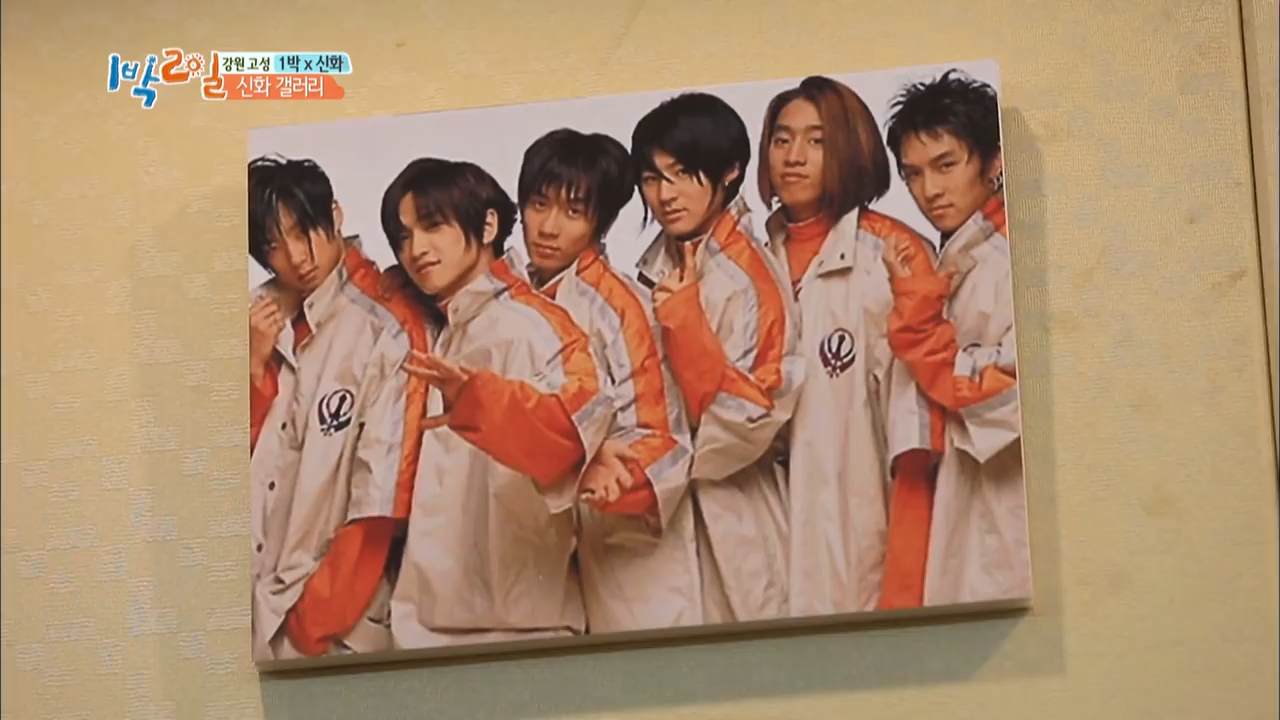 1박2일
강원 고성 1박 x 신화
신화 갤러리